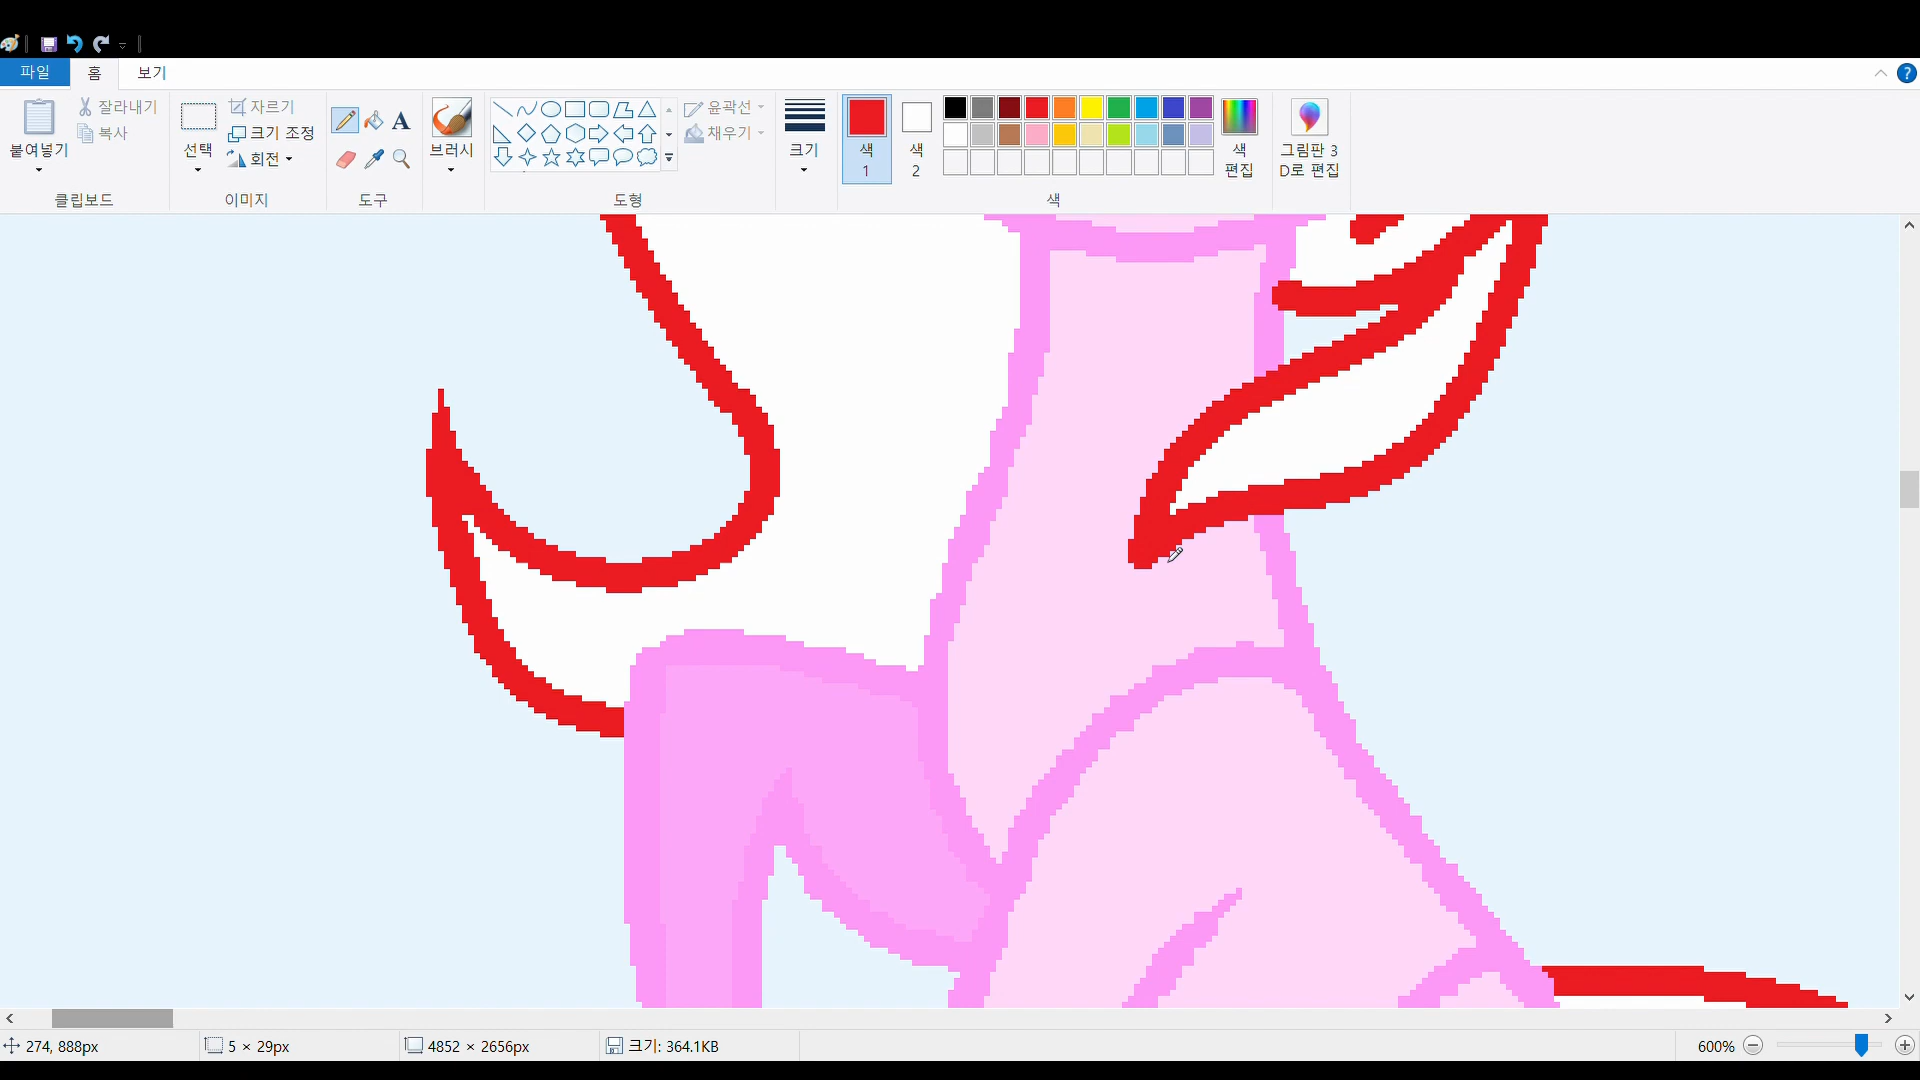 파일 홈 보기
붙여넣기
잘라내기
복사
클립보드
선택
자르기
크기 조정
회전
이미지
A
도구
브러시
윤곽선
채우기
도형
크기
색
1
색
2
색
편집
색
그림판 3
D로 편집
?
274, 888px
5 × 29px
4852 × 2656px
크기: 364.1KB
600%